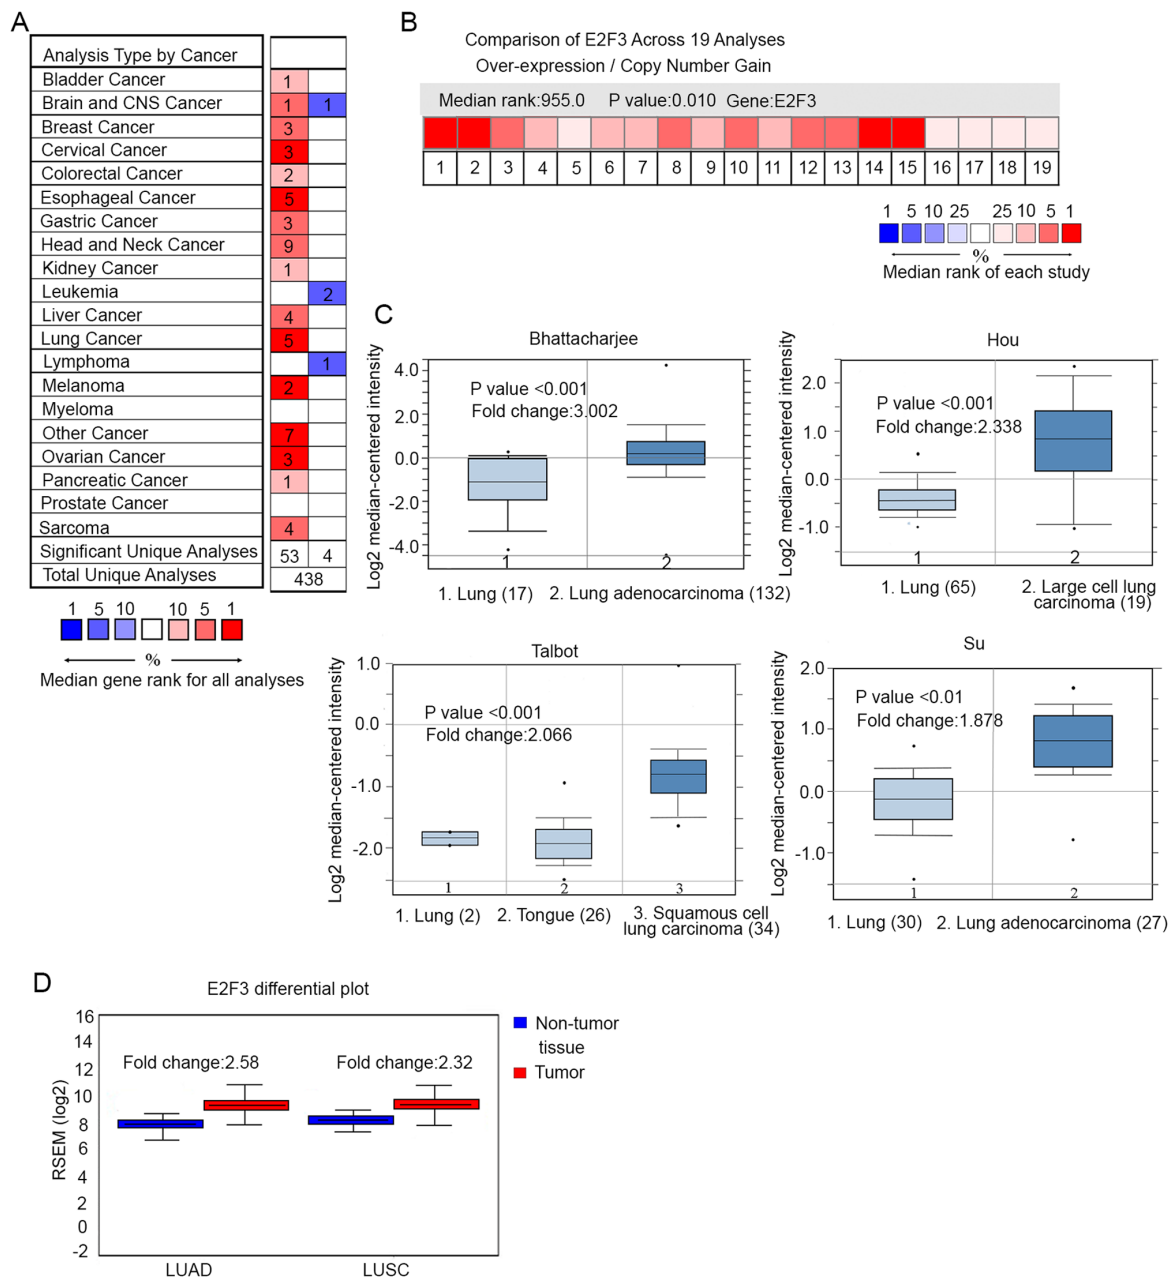 A
Analysis Type by Cancer
Bladder Cancer 1
Brain and CNS Cancer 1 1
Breast Cancer 3
Cervical Cancer 3
Colorectal Cancer 2
Esophageal Cancer 5
Gastric Cancer 3
Head and Neck Cancer 9
Kidney Cancer 1
Leukemia 2
Liver Cancer 4
Lung Cancer 5
Lymphoma 1
Melanoma 2
Myeloma
Other Cancer 7
Ovarian Cancer 3
Pancreatic Cancer 1
Prostate Cancer
Sarcoma 4
Significant Unique Analyses 53 4
Total Unique Analyses 438
1 5 10 10 5 1
%
Median gene rank for all analyses
B
Comparison of E2F3 Across 19 Analyses
Over-expression / Copy Number Gain
Median rank:955.0 P value:0.010 Gene:E2F3
1 2 3 4 5 6 7 8 9 10 11 12 13 14 15 16 17 18 19
1 5 10 25 25 10 5 1
%
Median rank of each study
C
Bhattacharjee
Log2 median-centered intensity
4.0
2.0
0.0
-2.0
-4.0
P value <0.001
Fold change:3.002
1 2
1. Lung (17) 2. Lung adenocarcinoma (132)
Hou
Log2 median-centered intensity
2.0
1.0
0.0
-1.0
P value <0.001
Fold change:2.338
1 2
1. Lung (65) 2. Large cell lung
carcinoma (19)
Talbot
Log2 median-centered intensity
1.0
0.0
-1.0
-2.0
P value <0.001
Fold change:2.066
1 2 3
1. Lung (2) 2. Tongue (26) 3. Squamous cell
lung carcinoma (34)
Su
Log2 median-centered intensity
2.0
1.0
0.0
-1.0
P value <0.01
Fold change:1.878
1 2
1. Lung (30) 2. Lung adenocarcinoma (27)
D
E2F3 differential plot
RSEM (log2)
16
14
12
10
8
6
4
2
0
-2
Fold change:2.58 Fold change:2.32
LUAD LUSC
Non-tumor
tissue
Tumor